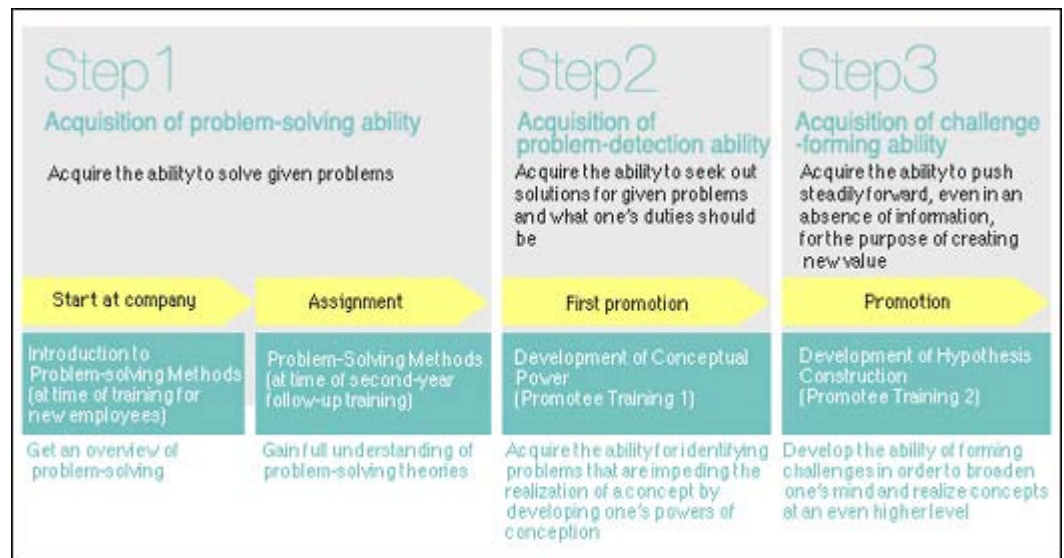 Step1
Acquisition of problem-solving ability
Acquire the ability to solve given problems
Step2
Acquisition of
problem-detection ability
Acquire the ability to seek out
solutions for given problems
and what one's duties should
be
Step3
Acquisition of challenge
-forming ability
Acquire the ability to push
steadily forward, even in an
absence of information,
for the purpose of creating
new value
Start at company
Assignment
First promotion
Promotion
Introduction to
Problem-solving Methods
(at time of training for
new employees)
Problem-Solving Methods
(at time of second-year
follow-up training)
Development of Conceptual
Power
(Promotee Training 1)
Development of Hypothesis
Construction
(Promotee Training 2)
Get an overview of
problem-solving
Gain full understanding of
problem-solving theories
Acquire the ability for identifying
problems that are impeding the
realization of a concept by
developing one's powers of
conception
Develop the ability of forming
challenges in order to broaden
one's mind and realize concepts
at an even higher level